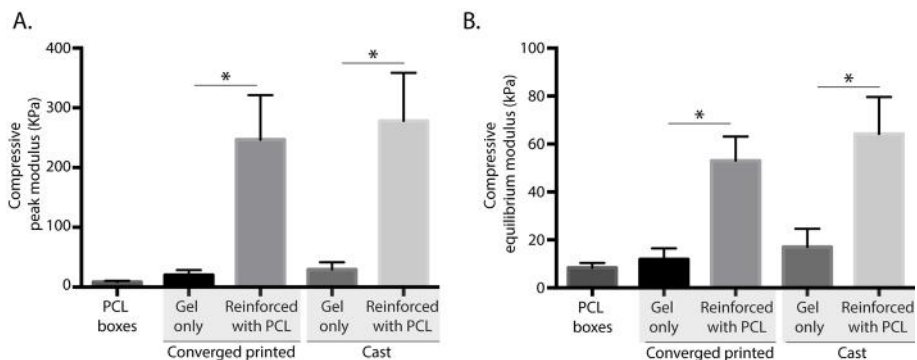 A.
Compressive
peak modulus (KPa)
400
300
200
100
0
*
*
PCL
boxes
Gel
only
Reinforced
with PCL
Gel
only
Reinforced
with PCL
Converged printed
Cast
B.
Compressive
equilibrium modulus (kPa)
100
80
60
40
20
0
*
*
PCL
boxes
Gel
only
Reinforced
with PCL
Gel
only
Reinforced
with PCL
Converged printed
Cast